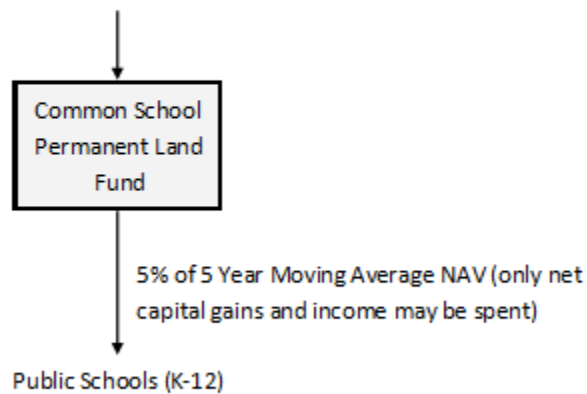 Common School
Permanent Land
Fund
5% of 5 Year Moving Average NAV (only net
capital gains and income may be spent)
Public Schools (K-12)